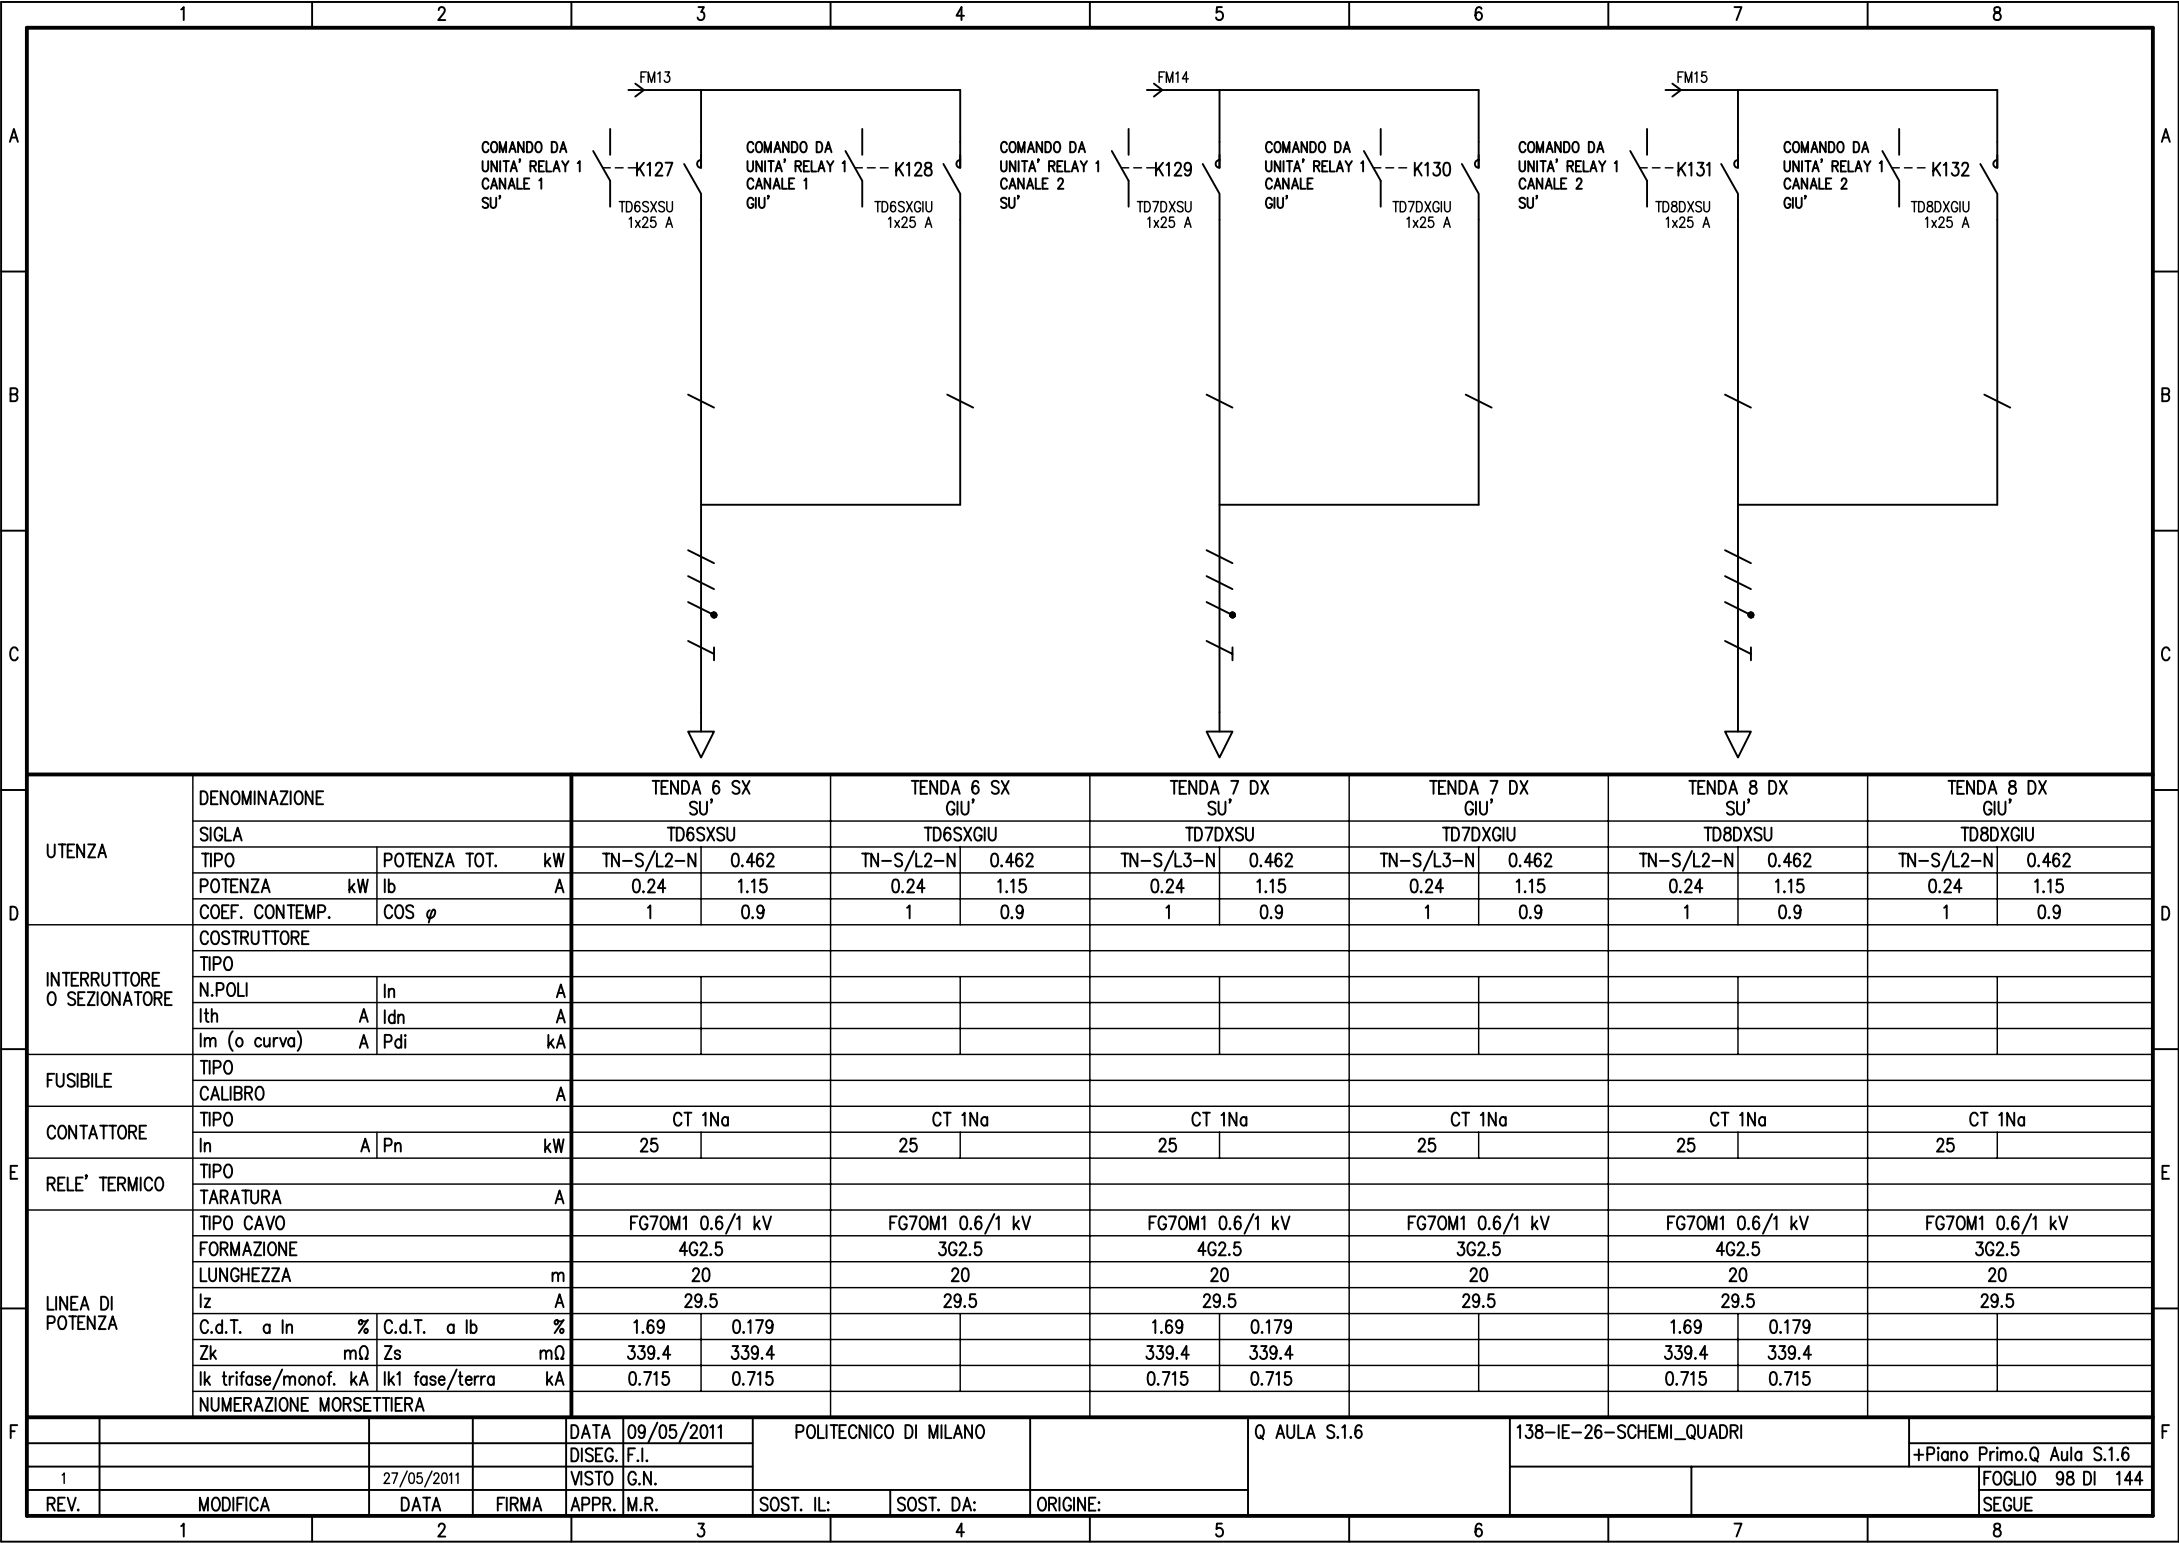 1 2 3 4 5 6 7 8
FM13 FM14 FM15
A A
COMANDO DA
UNITA' RELAY 1
CANALE 1
SU'
K127
TD6SXSU
1x25 A
COMANDO DA
UNITA' RELAY 1
CANALE 1
GIU'
K128
TD6SXGIU
1x25 A
COMANDO DA
UNITA' RELAY 1
CANALE 2
SU'
K129
TD7DXSU
1x25 A
COMANDO DA
UNITA' RELAY 1
CANALE
GIU'
K130
TD7DXGIU
1x25 A
COMANDO DA
UNITA' RELAY 1
CANALE 2
SU'
K131
TD8DXSU
1x25 A
COMANDO DA
UNITA' RELAY 1
CANALE 2
GIU'
K132
TD8DXGIU
1x25 A
B B
C C
D D
E E
F F
UTENZA
DENOMINAZIONE TENDA 6 SX SU' TENDA 6 SX GIU' TENDA 7 DX SU' TENDA 7 DX GIU' TENDA 8 DX SU' TENDA 8 DX GIU'
SIGLA TD6SXSU TD6SXGIU TD7DXSU TD7DXGIU TD8DXSU TD8DXGIU
TIPO POTENZA TOT. kW TN-S/L2-N 0.462 TN-S/L2-N 0.462 TN-S/L3-N 0.462 TN-S/L3-N 0.462 TN-S/L2-N 0.462 TN-S/L2-N 0.462
POTENZA kW Ib A 0.24 1.15 0.24 1.15 0.24 1.15 0.24 1.15 0.24 1.15 0.24 1.15
COEF. CONTEMP. COS φ 1 0.9 1 0.9 1 0.9 1 0.9 1 0.9 1 0.9
INTERRUTTORE
O SEZIONATORE
COSTRUTTORE
TIPO
N.POLI In A
Ith A Idn A
Im (o curva) A Pdi kA
FUSIBILE
TIPO
CALIBRO A
CONTATTORE
TIPO CT 1Na CT 1Na CT 1Na CT 1Na CT 1Na CT 1Na
In A Pn kW 25 25 25 25 25 25
RELE' TERMICO
TIPO
TARATURA A
LINEA DI
POTENZA
TIPO CAVO FG7OM1 0.6/1 kV FG7OM1 0.6/1 kV FG7OM1 0.6/1 kV FG7OM1 0.6/1 kV FG7OM1 0.6/1 kV FG7OM1 0.6/1 kV
FORMAZIONE 4G2.5 3G2.5 4G2.5 3G2.5 4G2.5 3G2.5
LUNGHEZZA m 20 20 20 20 20 20
Iz A 29.5 29.5 29.5 29.5 29.5 29.5
C.d.T. a In % C.d.T. a Ib % 1.69 0.179 1.69 0.179 1.69 0.179
Zk mΩ Zs mΩ 339.4 339.4 339.4 339.4 339.4 339.4
Ik trifase/monof. kA Ik1 fase/terra kA 0.715 0.715 0.715 0.715 0.715 0.715
NUMERAZIONE MORSETTIERA
DATA 09/05/2011 POLITECNICO DI MILANO Q AULA S.1.6 138-IE-26-SCHEMI_QUADRI
DISEG. F.I. +Piano Primo.Q Aula S.1.6
1 27/05/2011 VISTO G.N. FOGLIO 98 DI 144
REV. MODIFICA DATA FIRMA APPR. M.R. SOST. IL: SOST. DA: ORIGINE: SEGUE
1 2 3 4 5 6 7 8